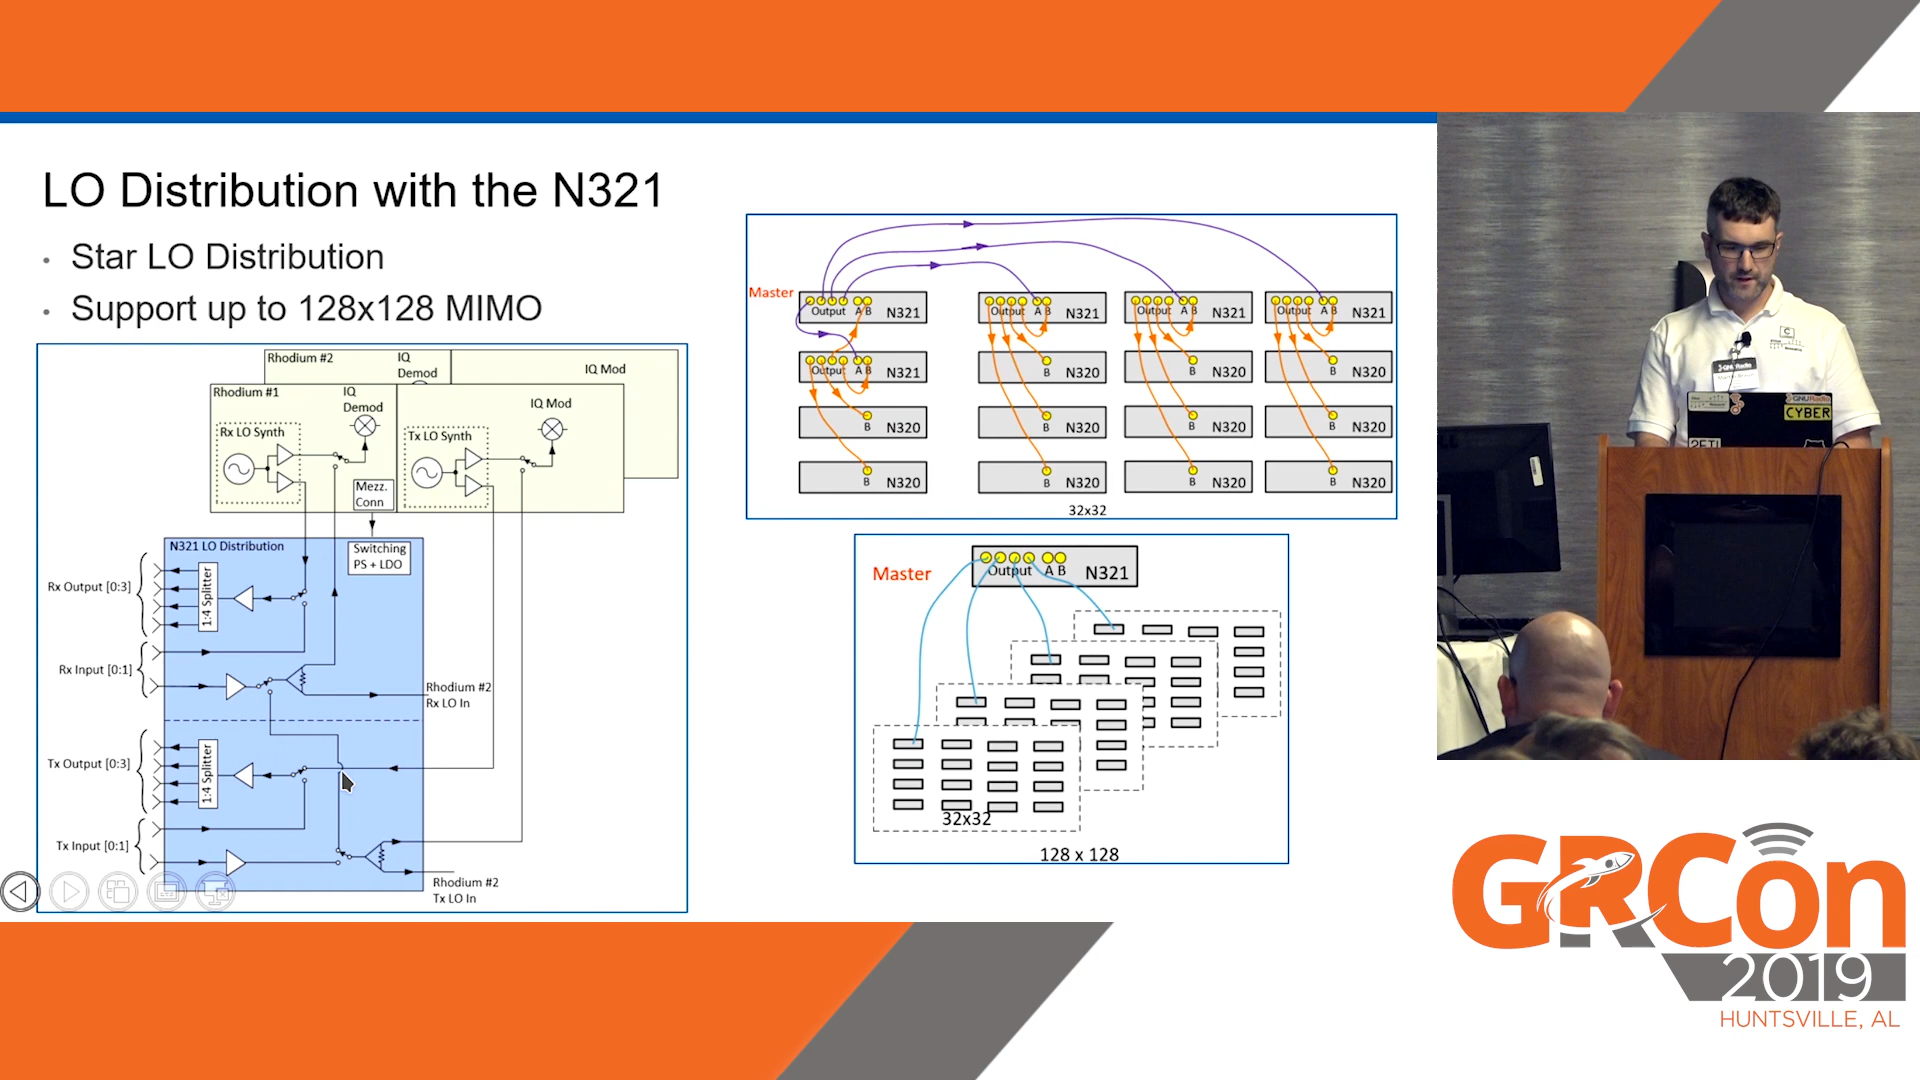 LO Distribution with the N321
• Star LO Distribution
• Support up to 128x128 MIMO
Rhodium #2
IQ
Demod
IQ Mod
Rhodium #1
IQ
Demod
IQ Mod
Rx LO Synth
Tx LO Synth
Mezz.
Conn
N321 LO Distribution
Switching
PS + LDO
Rx Output [0:3]
1:4 Splitter
Rx Input [0:1]
Rhodium #2
Rx LO In
Tx Output [0:3]
1:4 Splitter
Tx Input [0:1]
Rhodium #2
Tx LO In
Master
Output A B N321
Output A B N321
Output A B N321
Output A B N321
Output A B N321
B N320
B N320
B N320
B N320
B N320
B N320
B N320
B N320
B N320
B N320
B N320
32x32
Master
Output A B N321
32x32
128 x 128
GNURadio
CYBER
GRCon
2019
HUNTSVILLE, AL